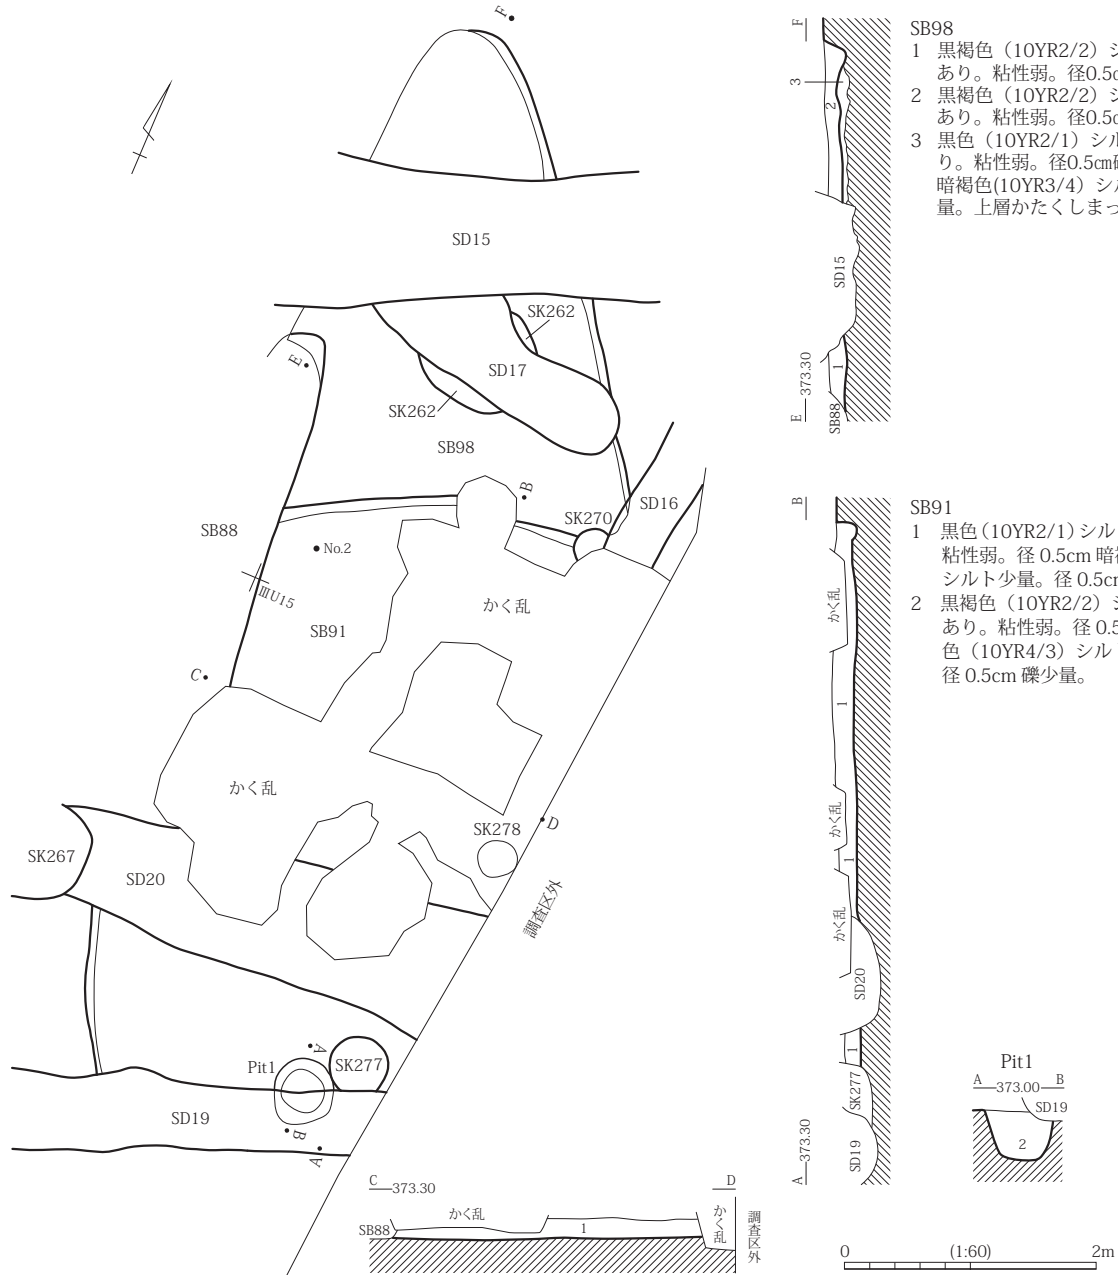 F
SD15
SK262
E
SD17
SK262
SB98
B
SK270
SD16
SB88
No.2
ⅢU15
かく乱
SB91
C
かく乱
SK278
D
SK267
SD20
調査区外
A
Pit1
SK277
SD19
B
A
F
3
2
SD15
1
E
373.30
SB88
SB98
1 黒褐色（10YR2/2）シ
あり。粘性弱。径0.5c
2 黒褐色（10YR2/2）シ
あり。粘性弱。径0.5c
3 黒色（10YR2/1）シル
り。粘性弱。径0.5㎝礫
暗褐色(10YR3/4）シル
量。上層かたくしまっ
B
かく乱
1
かく乱
1
かく乱
SD20
1
SK277
SD19
A
373.30
SB91
1 黒色（10YR2/1）シル
粘性弱。径 0.5cm 暗褐
シルト少量。径 0.5cm
2 黒褐色（10YR2/2）シ
あり。粘性弱。径 0.5
色（10YR4/3）シル
径 0.5cm 礫少量。
Pit1
A 373.00 B
SD19
2
C 373.30 D
SB88
かく乱
1
かく乱
調査区外
0 (1:60) 2m